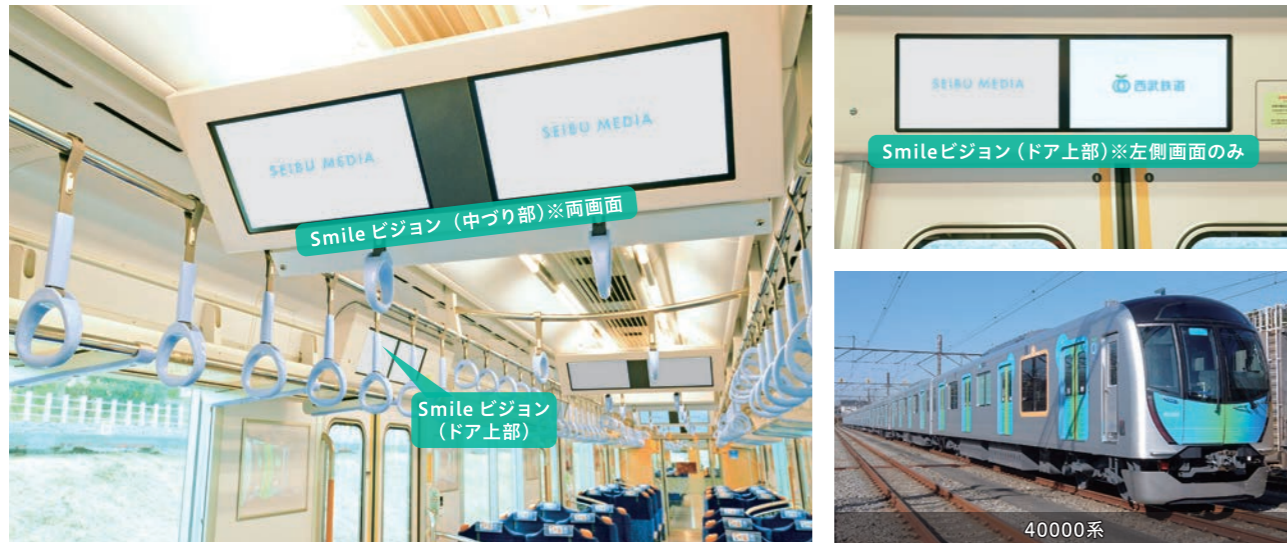 SEIBU MEDIA
SEIBU MEDIA
Smile ビジョン（中づり部）※両画面
Smile ビジョン
（ドア上部）
SEIBU MEDIA
西武鉄道
Smileビジョン（ドア上部）※左側画面のみ
40000系